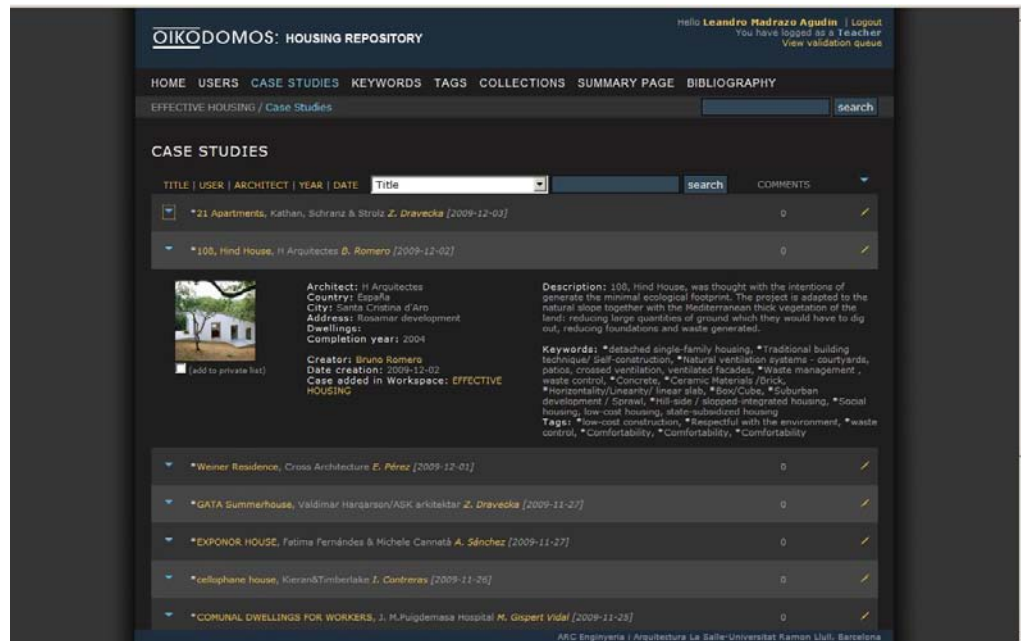 Hello Leandro Madrazo Agudin | Logout
You have logged as a Teacher
View validation queue
OIKODOMOS: HOUSING REPOSITORY
HOME USERS CASE STUDIES KEYWORDS TAGS COLLECTIONS SUMMARY PAGE BIBLIOGRAPHY
EFFECTIVE HOUSING / Case Studies search
CASE STUDIES
TITLE | USER | ARCHITECT | YEAR | DATE Title search COMMENTS
*21 Apartments, Kathan, Schranz & Strolz Z. Dravecka [2009-12-03] 0
*108, Hind House, H Arquitectes B. Romero [2009-12-02] 0
Architect: H Arquitectes
Country: España
City: Santa Cristina d'Aro
Address: Rosamar development
Dwellings:
Completion year: 2004
Creator: Bruno Romero
Date creation: 2009-12-02
Case added in Workspace: EFFECTIVE
HOUSING
(add to private list)
Description: 108, Hind House, was thought with the intentions of
generate the minimal ecological footprint. The project is adapted to the
natural slope together with the Mediterranean thick vegetation of the
land: reducing large quantities of ground which they would have to dig
out, reducing foundations and waste generated.
Keywords: *detached single-family housing, *Traditional building
technique/ Self-construction, *Natural ventilation systems - courtyards,
patios, crossed ventilation, ventilated facades, *Waste management ,
waste control, *Concrete, *Ceramic Materials /Brick,
*Horizontality/Linearity/ linear slab, *Box/Cube, *Suburban
development / Sprawl, *Hill-side / slopped-integrated housing, *Social
housing, low-cost housing, state-subsidized housing
Tags: *low-cost construction, *Respectful with the environment, *waste
control, *Comfortability, *Comfortability, *Comfortability
*Weiner Residence, Cross Architecture E. Pérez [2009-12-01] 0
*GATA Summerhouse, Valdimar Hargarson/ASK arkitektar Z. Dravecka [2009-11-27] 0
*EXPONOR HOUSE, Fatima Fernándes & Michele Cannatà A. Sánchez [2009-11-27] 0
*cellophane house, Kieran&Timberlake I. Contreras [2009-11-26] 0
*COMUNAL DWELLINGS FOR WORKERS, J. M.Puigdemasa Hospital M. Gispert Vidal [2009-11-25] 0
ARC Enginyeria i Arquitectura La Salle-Universitat Ramon Llull. Barcelona